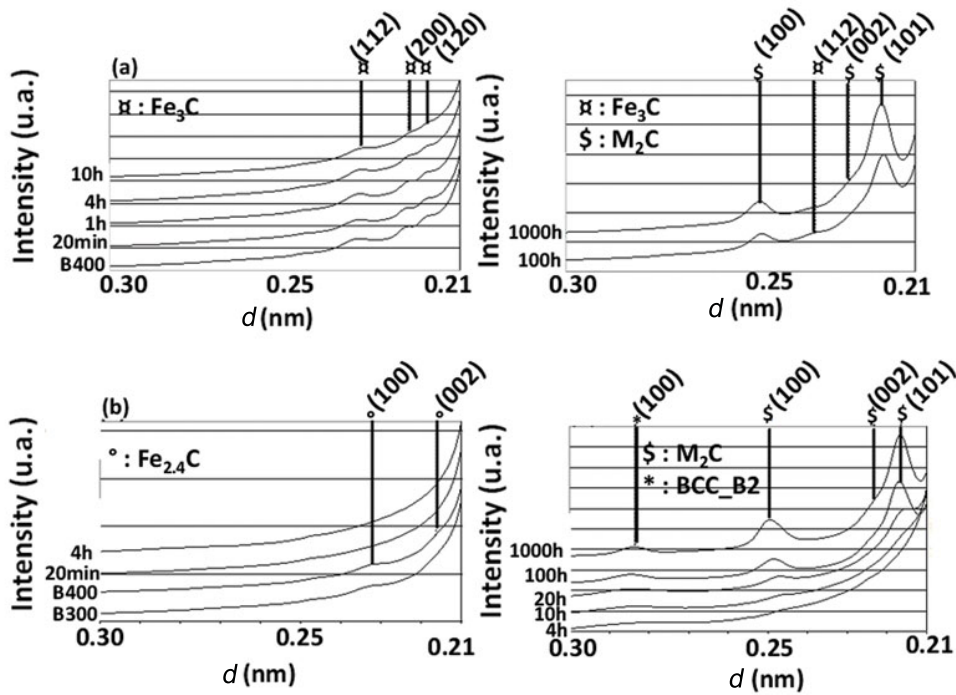 (112)
(200)
(120)
¤ ¤ ¤
(a)
¤ : Fe3C
Intensity (u.a.)
10h
4h
1h
20min
B400
0.30 0.25 0.21
d (nm)
$(100)
¤(112)
$(002)
$(101)
¤ : Fe3C
$ : M2C
Intensity (u.a.)
1000h
100h
0.30 0.25 0.21
d (nm)
(b)
°(100)
°(002)
° : Fe2.4C
Intensity (u.a.)
4h
20min
B400
B300
0.30 0.25 0.21
d (nm)
*(100)
$(100)
$(002)
$(101)
$ : M2C
* : BCC_B2
Intensity (u.a.)
1000h
100h
20h
10h
4h
0.30 0.25 0.21
d (nm)